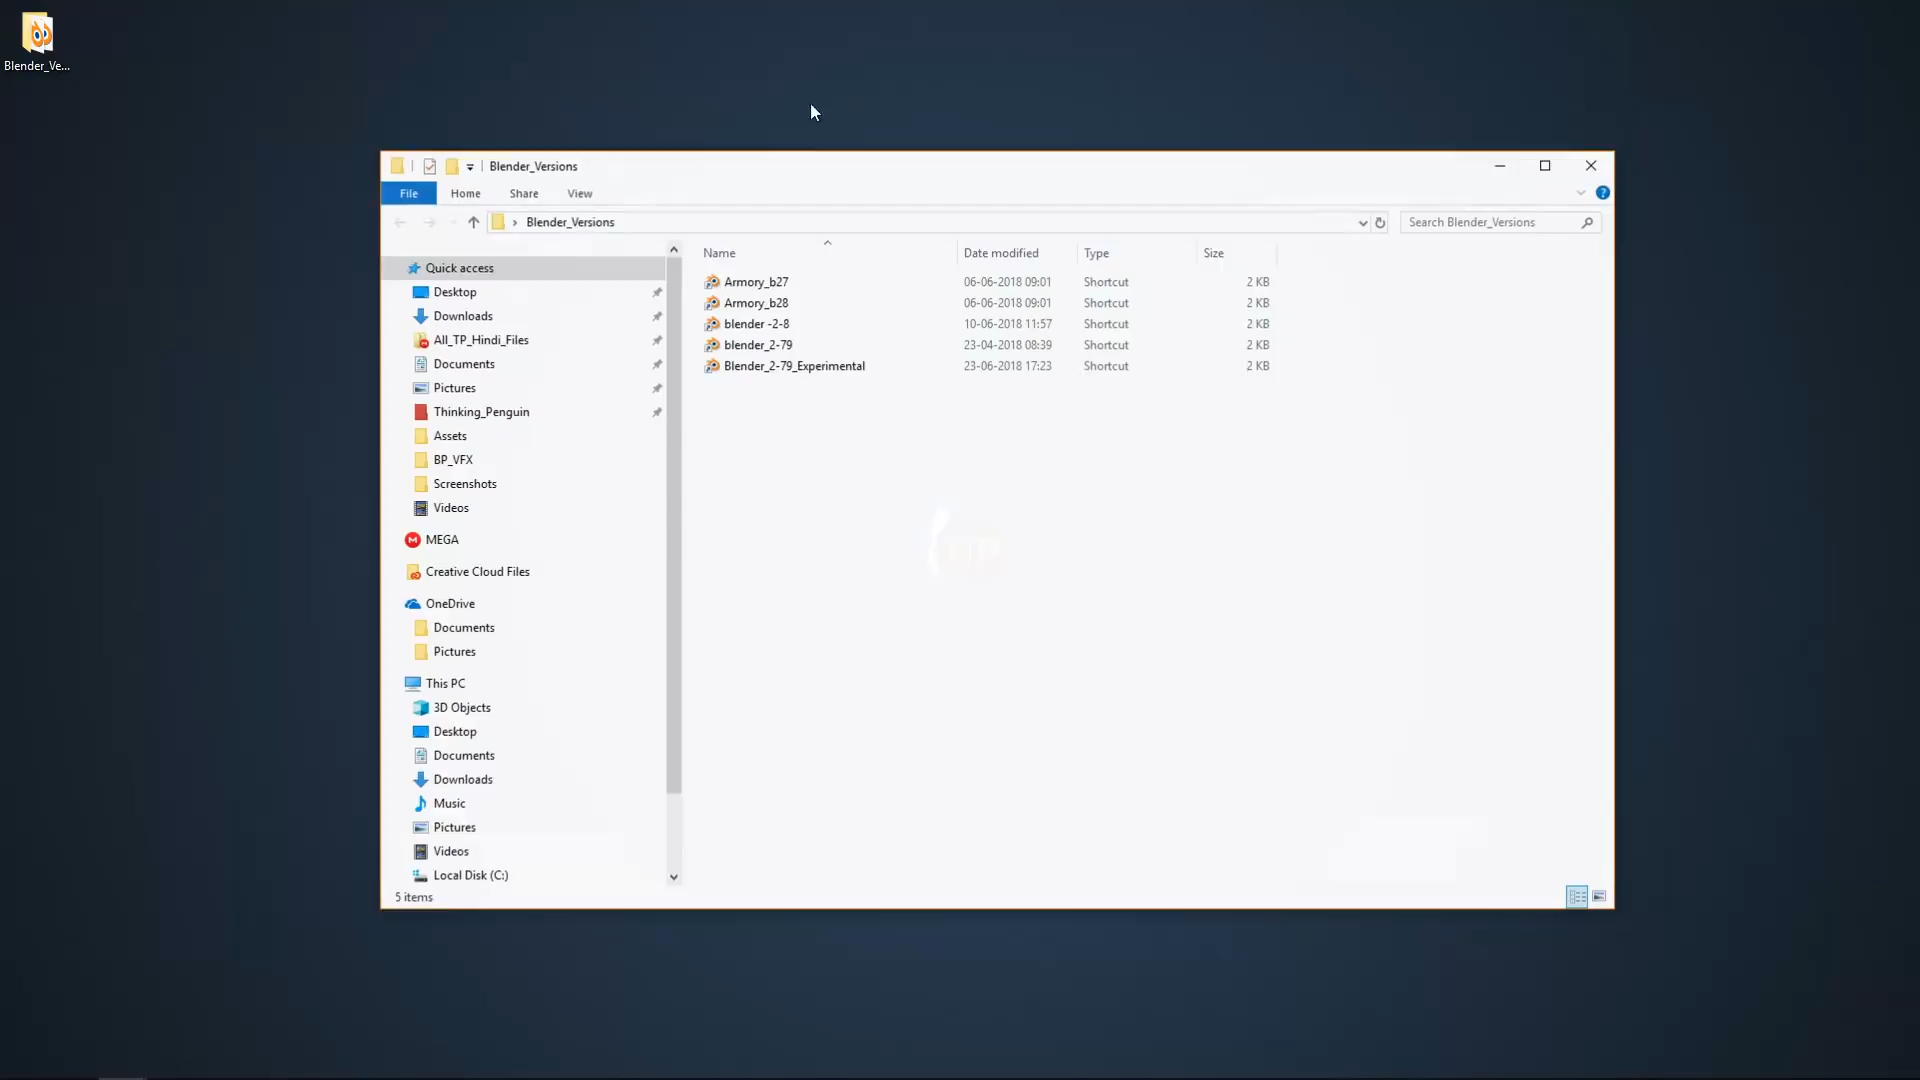 Blender_Ve...
Blender_Versions
File Home Share View
Blender_Versions
Search Blender_Versions
Name Date modified Type Size
Quick access
Desktop
Downloads
All_TP_Hindi_Files
Documents
Pictures
Thinking_Penguin
Assets
BP_VFX
Screenshots
Videos
MEGA
Creative Cloud Files
OneDrive
Documents
Pictures
This PC
3D Objects
Desktop
Documents
Downloads
Music
Pictures
Videos
Local Disk (C:)
Armory_b27 06-06-2018 09:01 Shortcut 2 KB
Armory_b28 06-06-2018 09:01 Shortcut 2 KB
blender -2-8 10-06-2018 11:57 Shortcut 2 KB
blender_2-79 23-04-2018 08:39 Shortcut 2 KB
Blender_2-79_Experimental 23-06-2018 17:23 Shortcut 2 KB
5 items